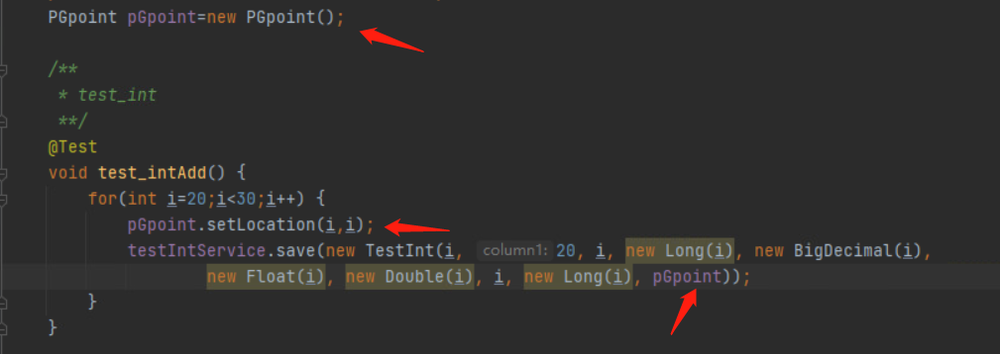 PGpoint pGpoint=new PGpoint();
/**
* test_int
**/
@Test
void test_intAdd() {
for(int i=20;i<30;i++) {
pGpoint.setLocation(i,i);
testIntService.save(new TestInt(i, column1: 20, i, new Long(i), new BigDecimal(i),
new Float(i), new Double(i), i, new Long(i), pGpoint));
}
}